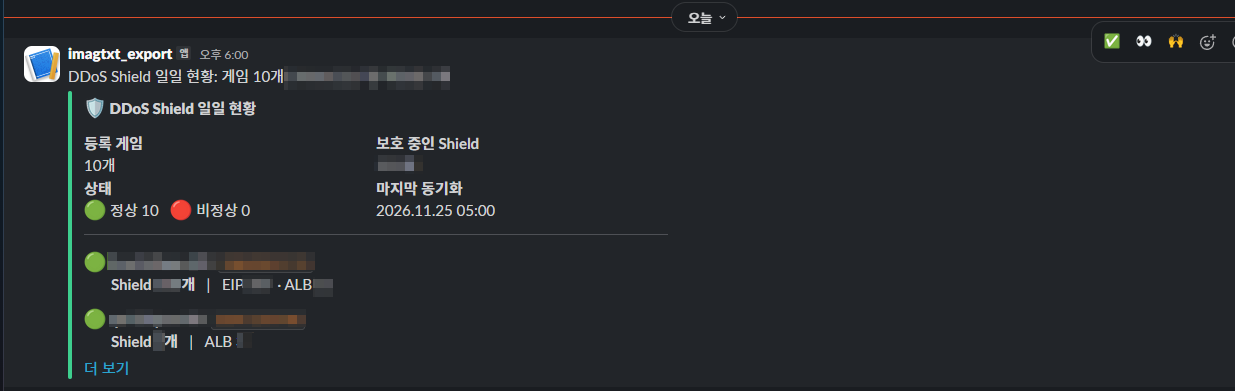 오늘
imagtxt_export 앱 오후 6:00
DDoS Shield 일일 현황: 게임 10개
DDoS Shield 일일 현황
등록 게임 보호 중인 Shield
10개
상태 마지막 동기화
정상 10 비정상 0 2026.11.25 05:00
Shield 개 | EIP · ALB
Shield 개 | ALB
더 보기